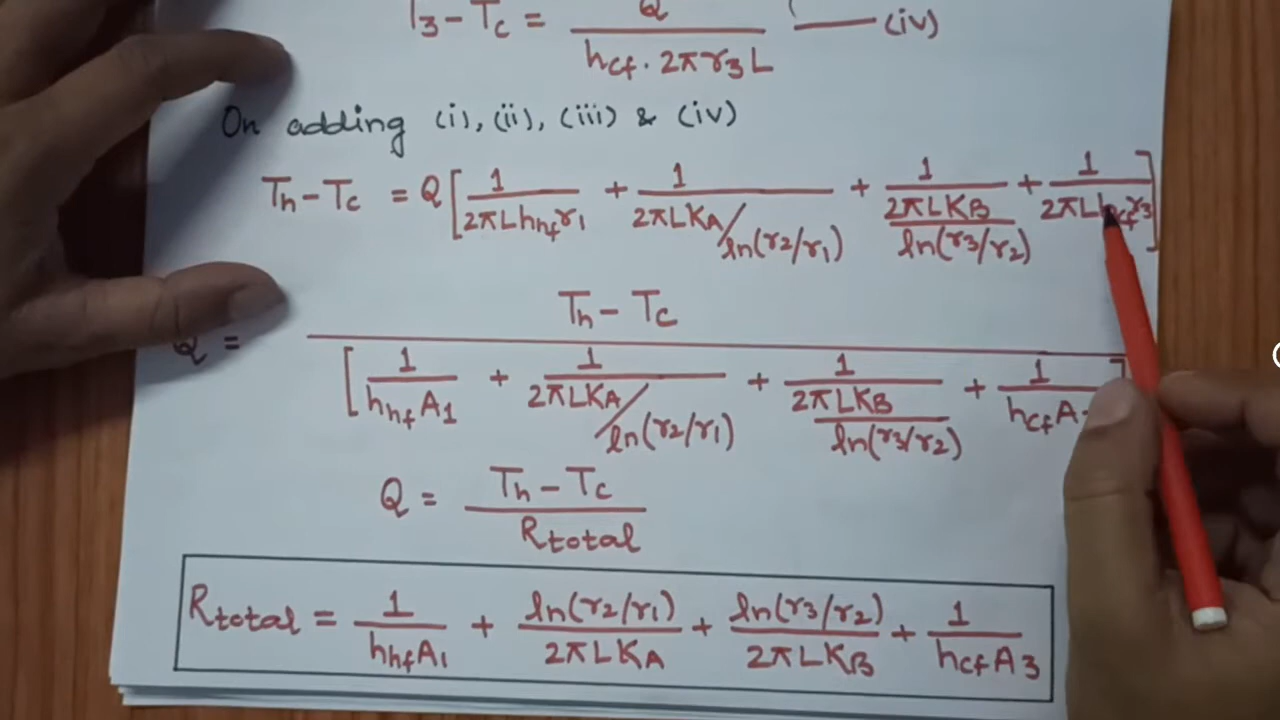 T3 - Tc = Q / (hcf . 2πr3L) —— (iv)
On adding (i), (ii), (iii) & (iv)
Th - Tc = Q [ 1 / (2πLhhfr1) + 1 / (2πLKA / ln(r2/r1)) + 1 / (2πLKB / ln(r3/r2)) + 1 / (2πLhcfr3) ]
Q = (Th - Tc) / [ 1 / (hhfA1) + 1 / (2πLKA / ln(r2/r1)) + 1 / (2πLKB / ln(r3/r2)) + 1 / (hcfA ]
Q = (Th - Tc) / Rtotal
Rtotal = 1 / (hhfA1) + ln(r2/r1) / (2πLKA) + ln(r3/r2) / (2πLKB) + 1 / (hcfA3)